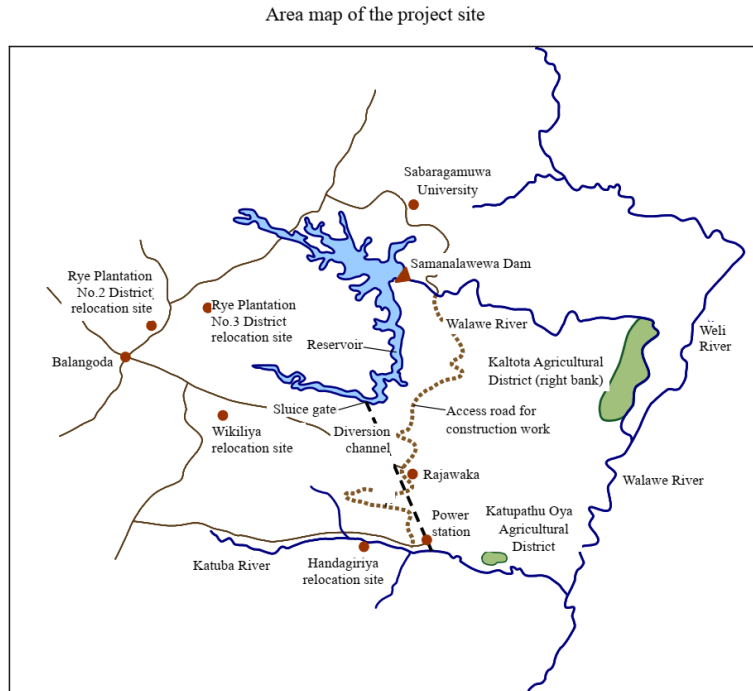 Area map of the project site
Sabaragamuwa
University
Samanalawewa Dam
Rye Plantation
No.2 District
relocation site
Rye Plantation
No.3 District
relocation site
Walawe River
Weli
River
Reservoir
Balangoda
Kaltota Agricultural
District (right bank)
Sluice gate
Access road for
construction work
Wikiliya
relocation site
Diversion
channel
Rajawaka
Walawe River
Power
station
Katupathu Oya
Agricultural
District
Katuba River
Handagiriya
relocation site